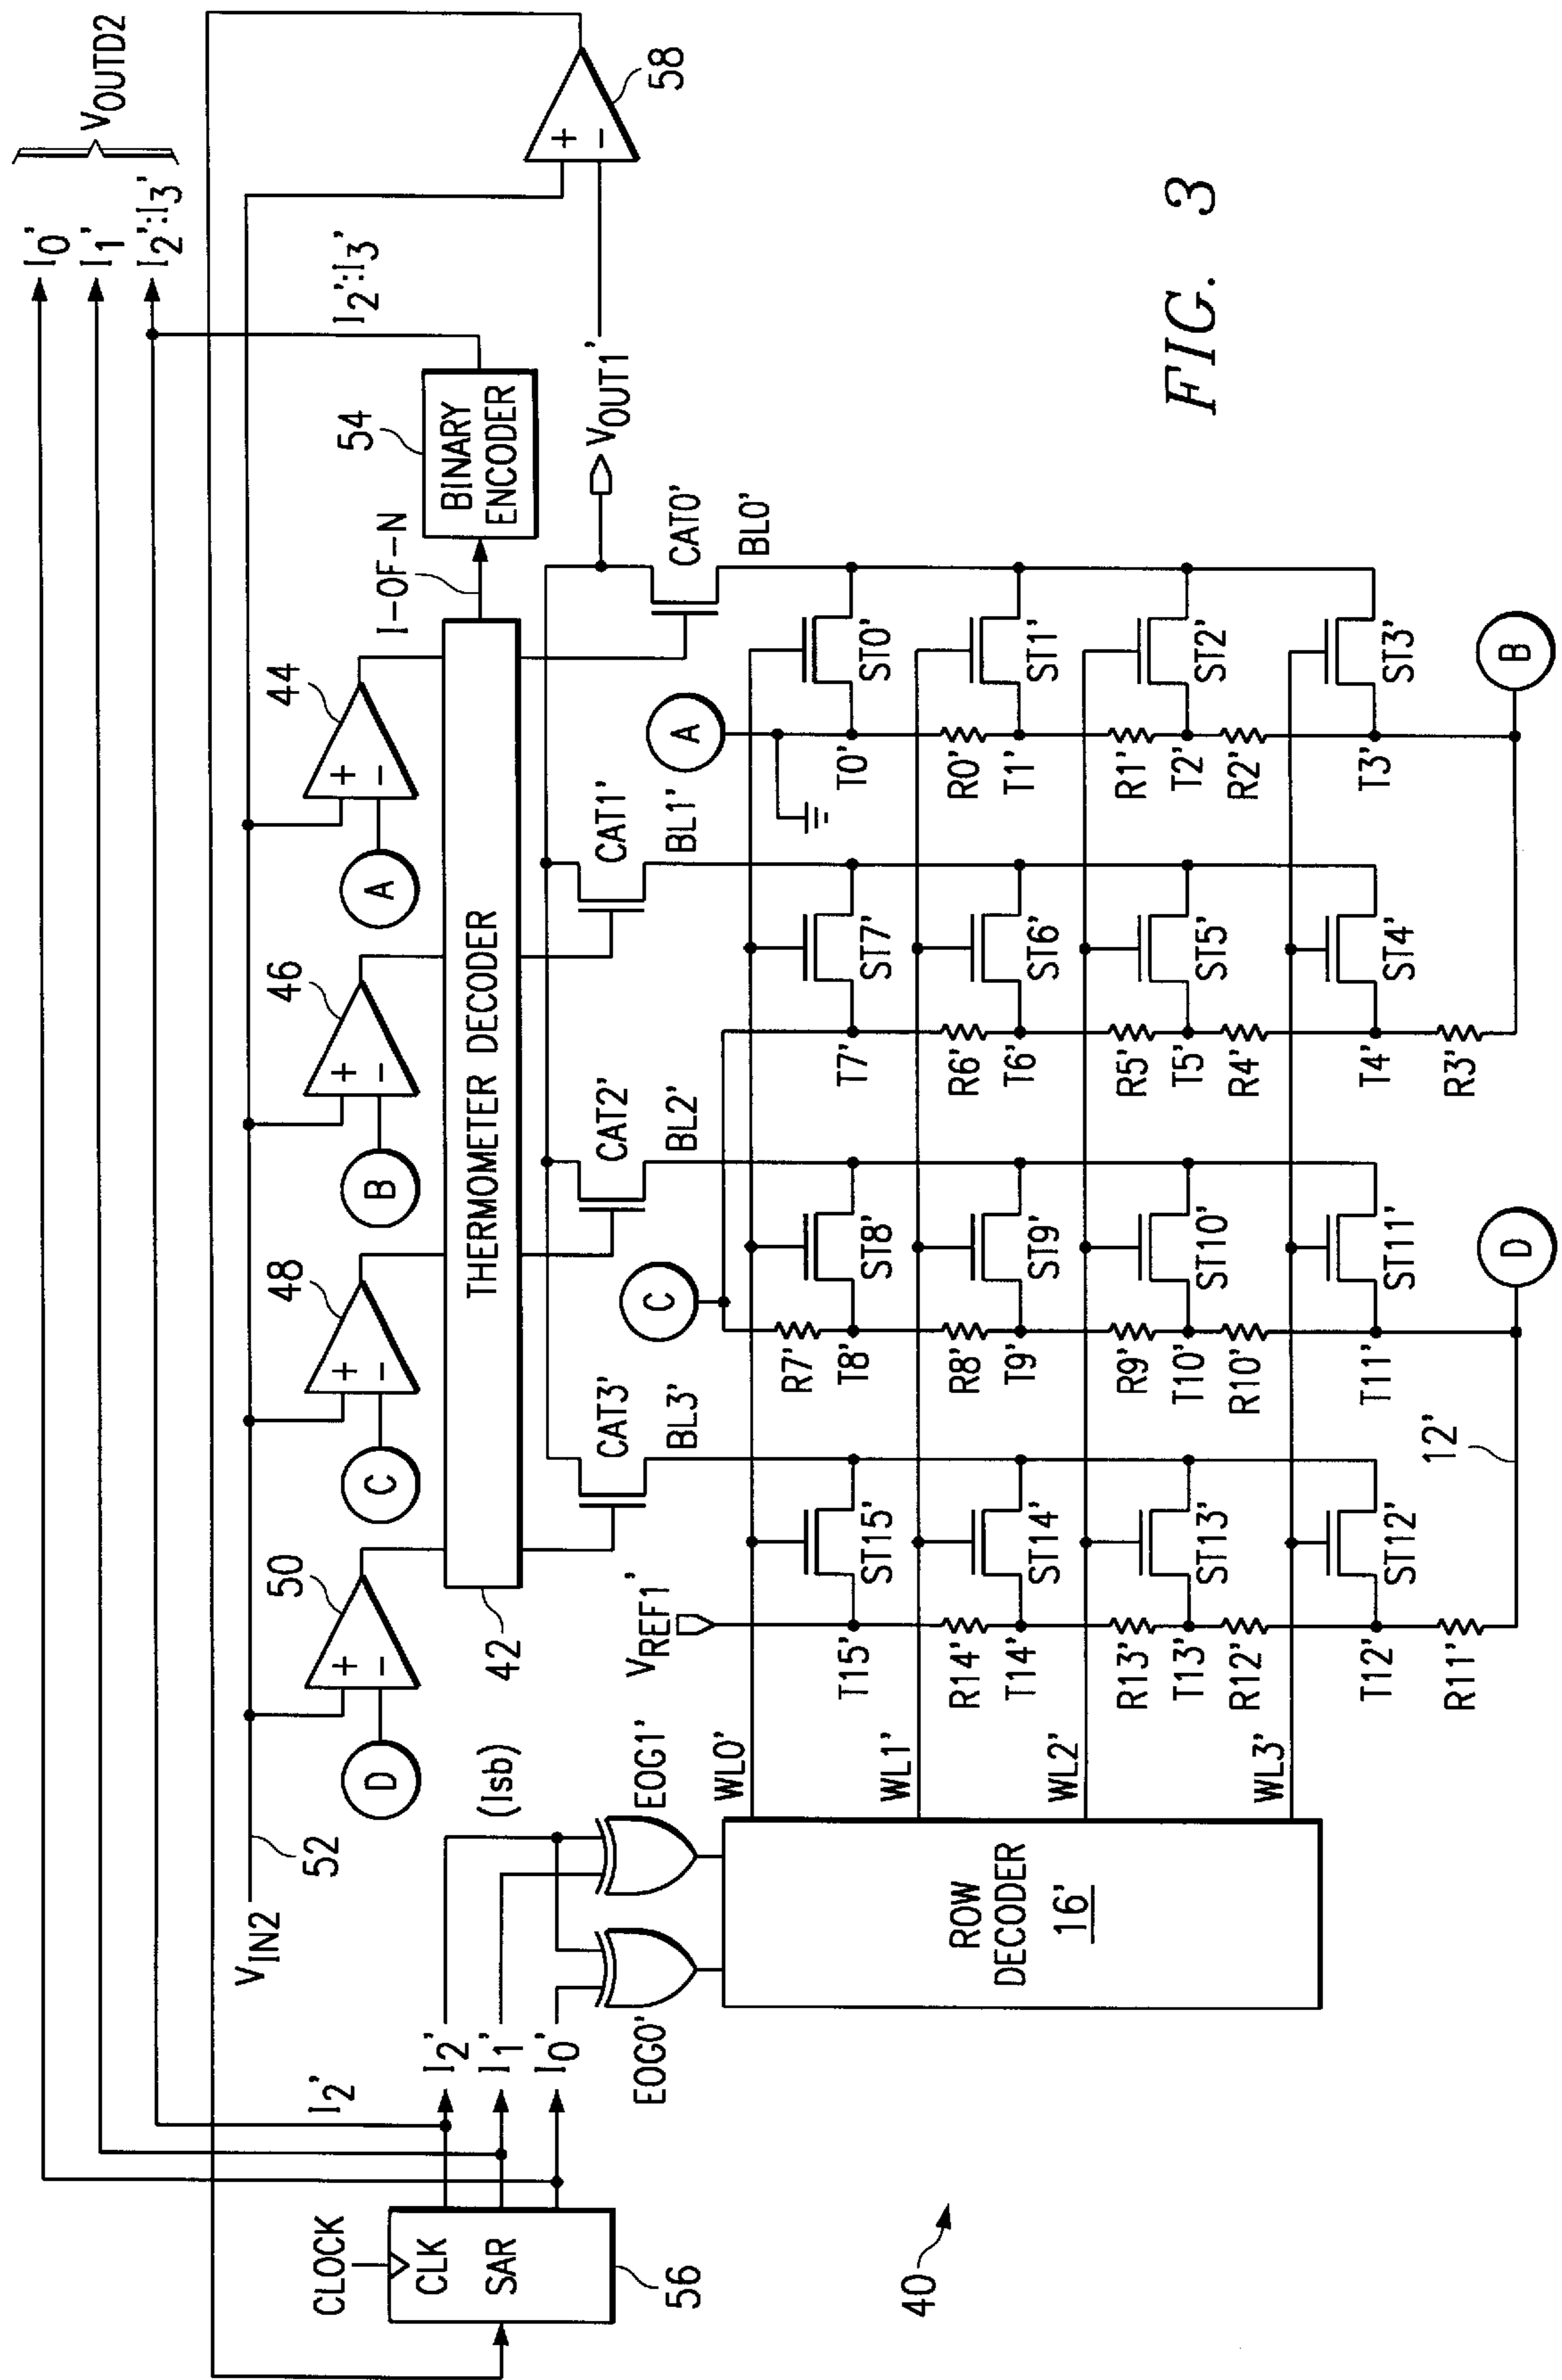 VOUTD2
I0'
I1'
I2':I3'
I2'
I2':I3'
CLOCK
CLK
SAR
56
I2'
I1'
I0'
(lsb)
EOG0'
EOG1'
VIN2
52
50
48
46
44
58
+
−
+
−
+
−
+
−
+
−
D
C
B
A
THERMOMETER DECODER
42
I-OF-N
54
BINARY
ENCODER
VOUT1'
CAT3'
CAT2'
CAT1'
CAT0'
BL3'
BL2'
BL1'
BL0'
VREF1'
C
A
ROW
DECODER
16'
WL0'
T15'
ST15'
R7'
T8'
ST8'
T7'
ST7'
T0'
ST0'
WL1'
R14'
T14'
ST14'
R8'
T9'
ST9'
R6'
T6'
ST6'
R0'
T1'
ST1'
WL2'
R13'
T13'
ST13'
R9'
T10'
ST10'
R5'
T5'
ST5'
R1'
T2'
ST2'
WL3'
R12'
T12'
ST12'
R10'
T11'
ST11'
R4'
T4'
ST4'
R2'
T3'
ST3'
R11'
12'
D
R3'
B
40
FIG. 3